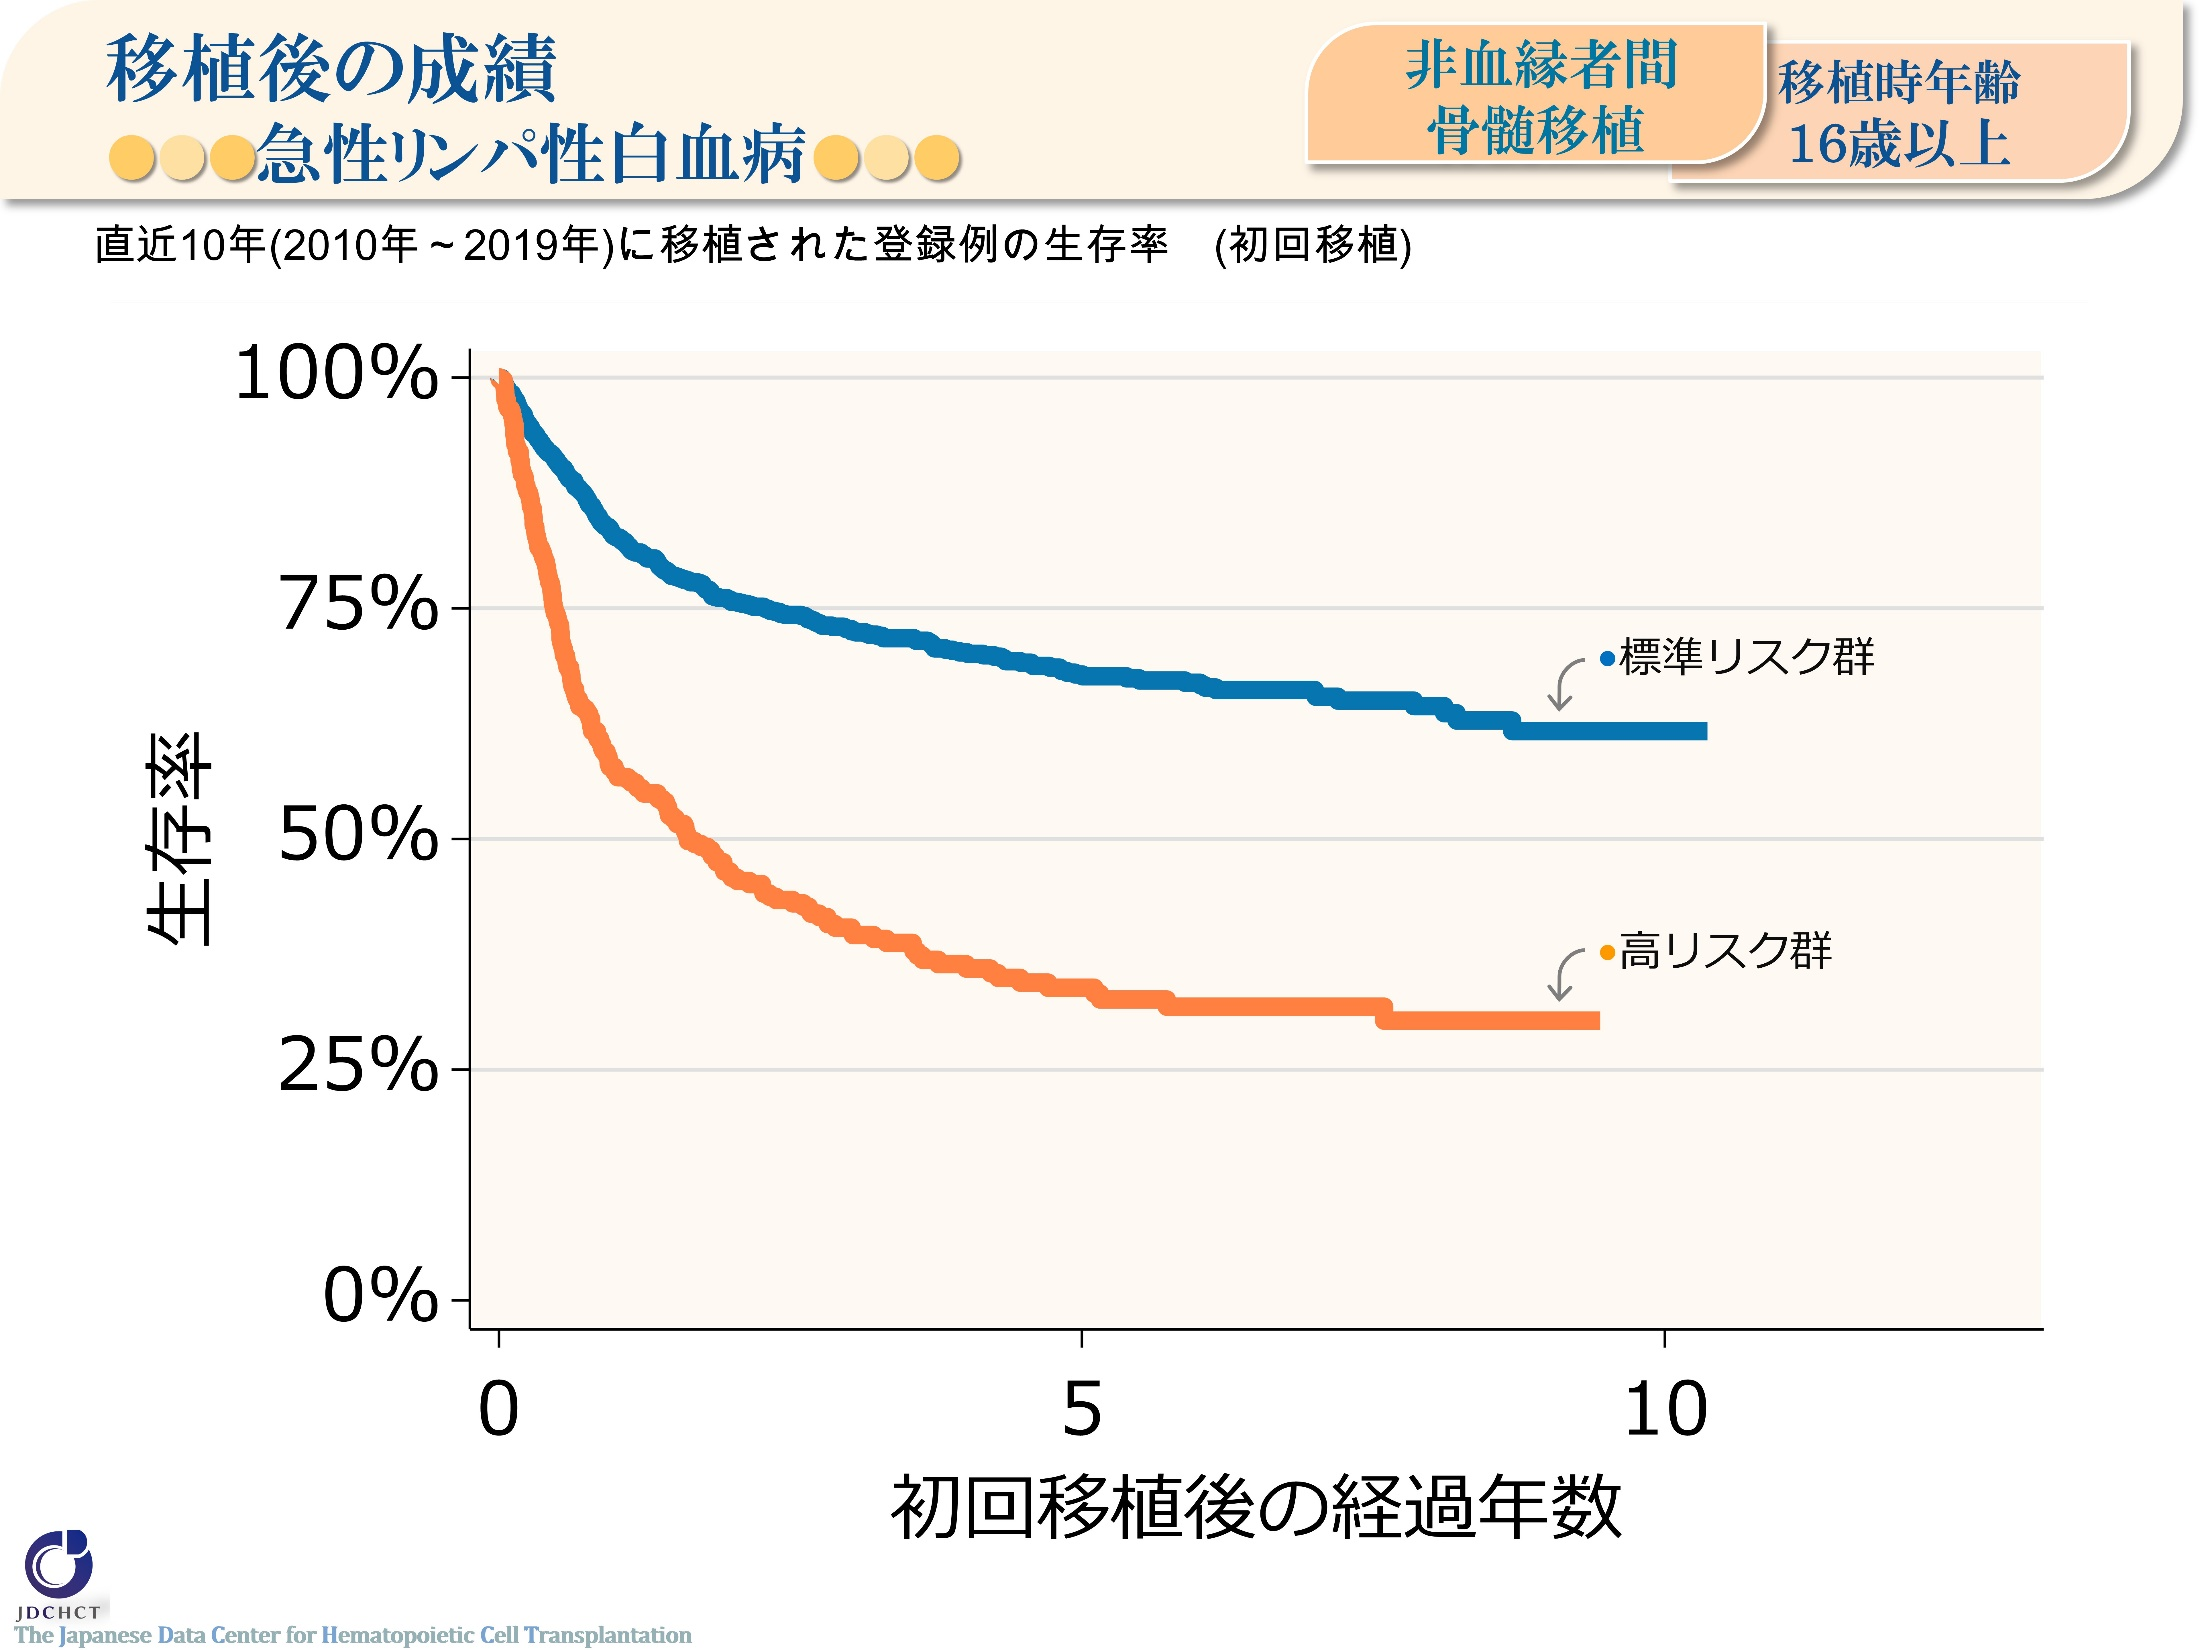 移植後の成績
急性リンパ性白血病
非血縁者間
骨髄移植
移植時年齢
16歳以上
直近10年(2010年～2019年)に移植された登録例の生存率　(初回移植)
100%
75%
50%
25%
0%
生存率
標準リスク群
高リスク群
0 5 10
初回移植後の経過年数
JDCHCT
The Japanese Data Center for Hematopoietic Cell Transplantation